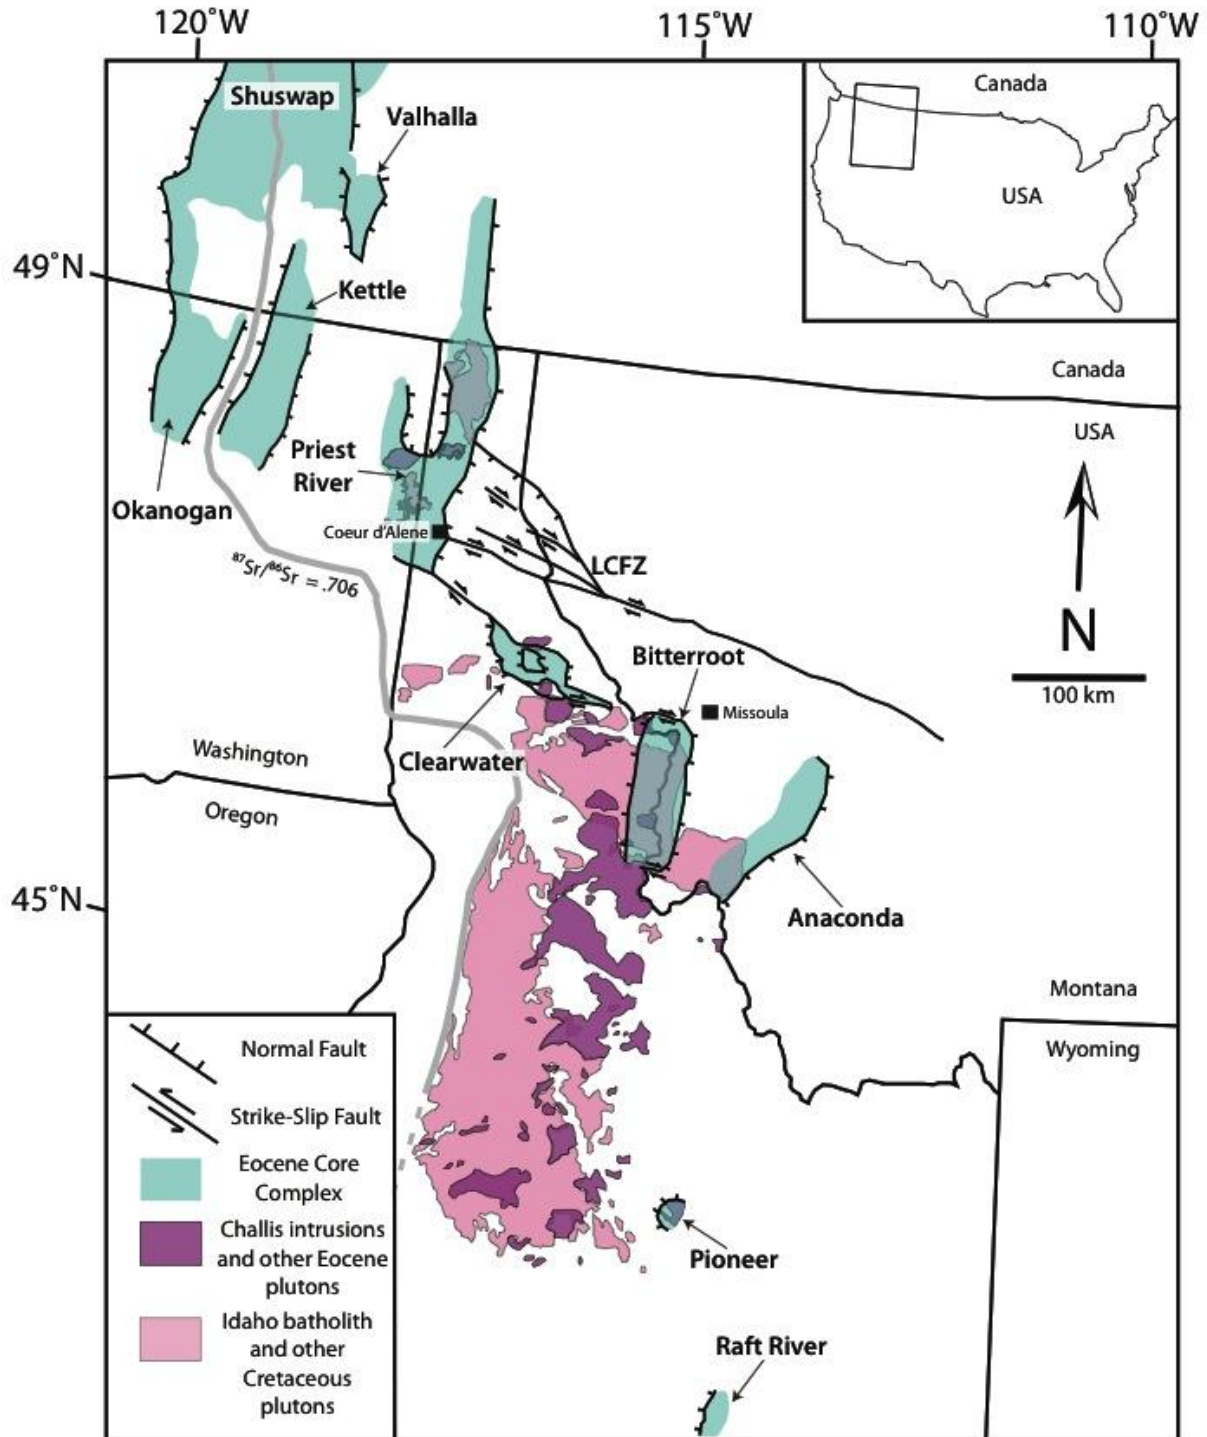 120°W
115°W
110°W
Shuswap
Canada
Valhalla
USA
49°N
Kettle
Canada
USA
Priest
River
Okanogan
Coeur d'Alene
LCFZ
⁸⁷Sr/⁸⁶Sr = .706
N
100 km
Bitterroot
Missoula
Washington
Clearwater
Oregon
45°N
Anaconda
Montana
Wyoming
Normal Fault
Strike-Slip Fault
Eocene Core
Complex
Challis intrusions
and other Eocene
plutons
Idaho batholith
and other
Cretaceous
plutons
Pioneer
Raft River